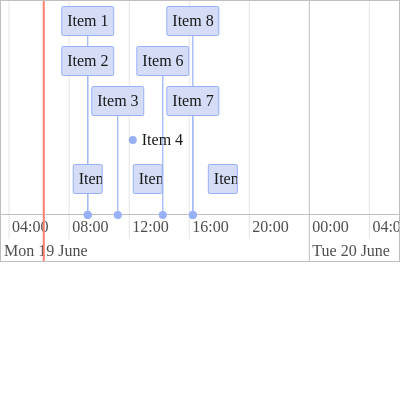 Item 1 Item 8
Item 2 Item 6
Item 3 Item 7
Item 4
04:00 08:00 12:00 16:00 20:00 00:00
Mon 19 June Tue 20 June